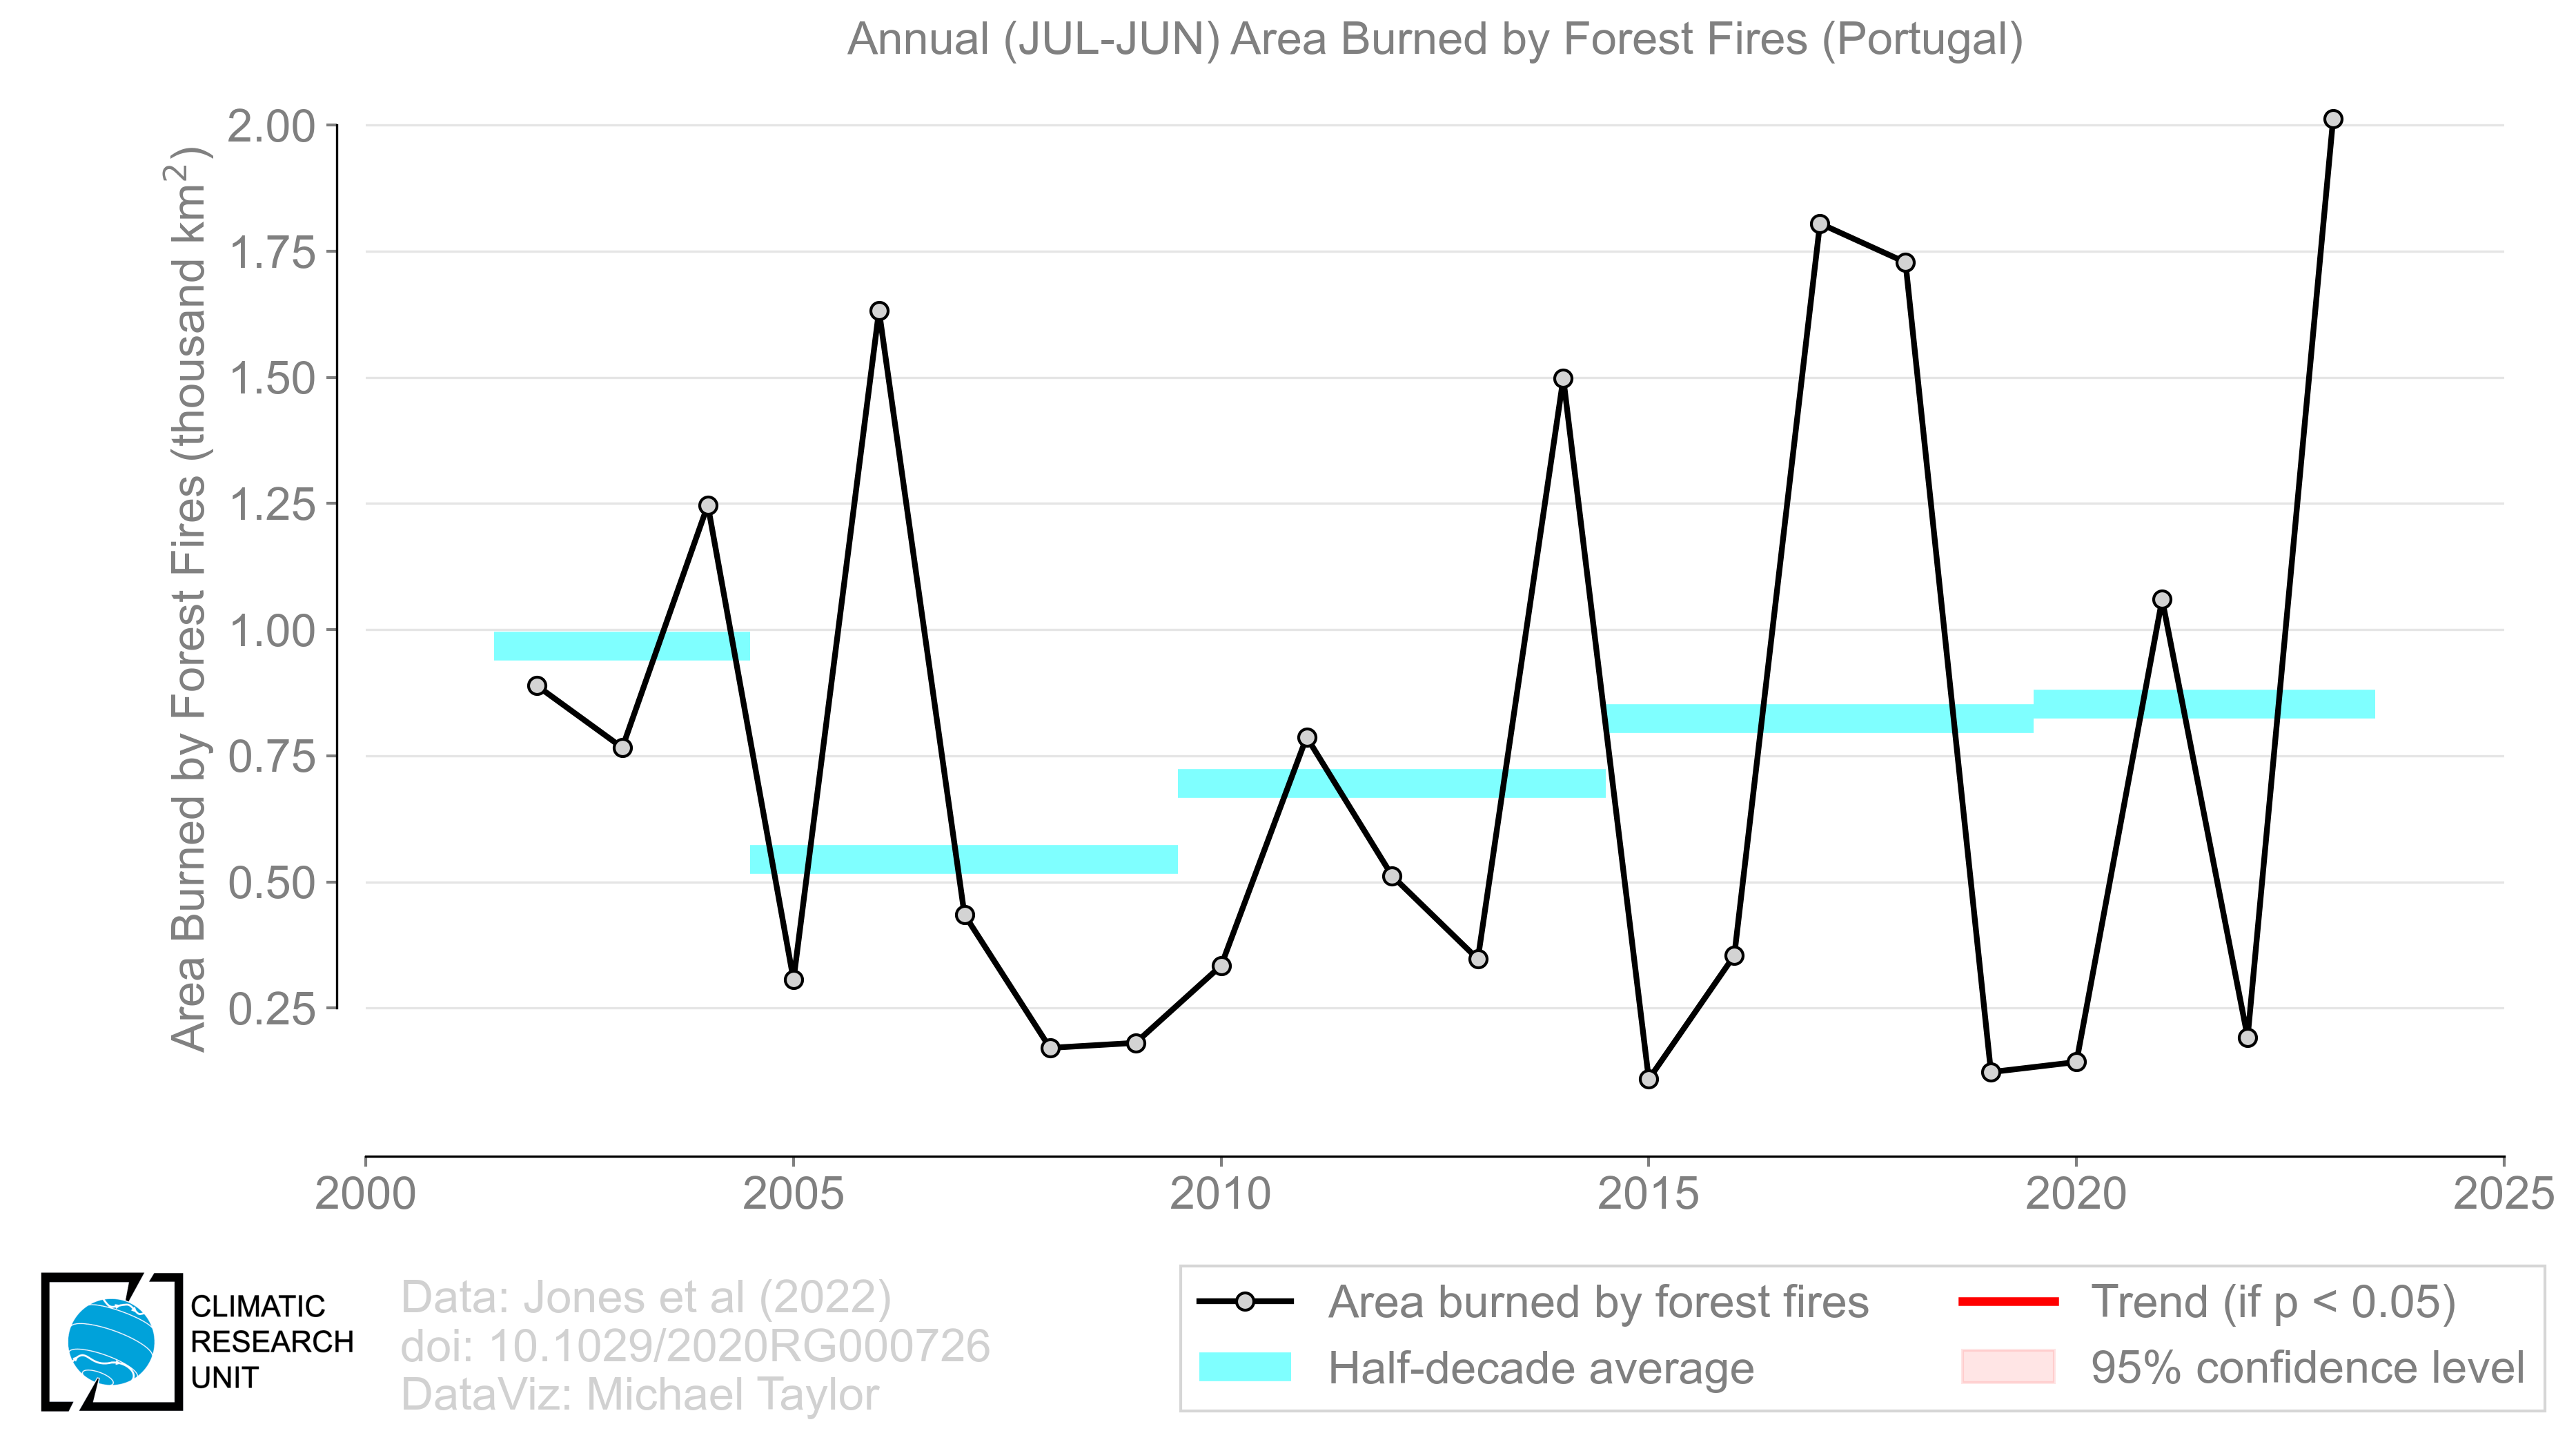 Annual (JUL-JUN) Area Burned by Forest Fires (Portugal)
Area Burned by Forest Fires (thousand km²)
2.00
1.75
1.50
1.25
1.00
0.75
0.50
0.25
2000 2005 2010 2015 2020 2025
CLIMATIC
RESEARCH
UNIT
Data: Jones et al (2022)
doi: 10.1029/2020RG000726
DataViz: Michael Taylor
Area burned by forest fires
Half-decade average
Trend (if p < 0.05)
95% confidence level